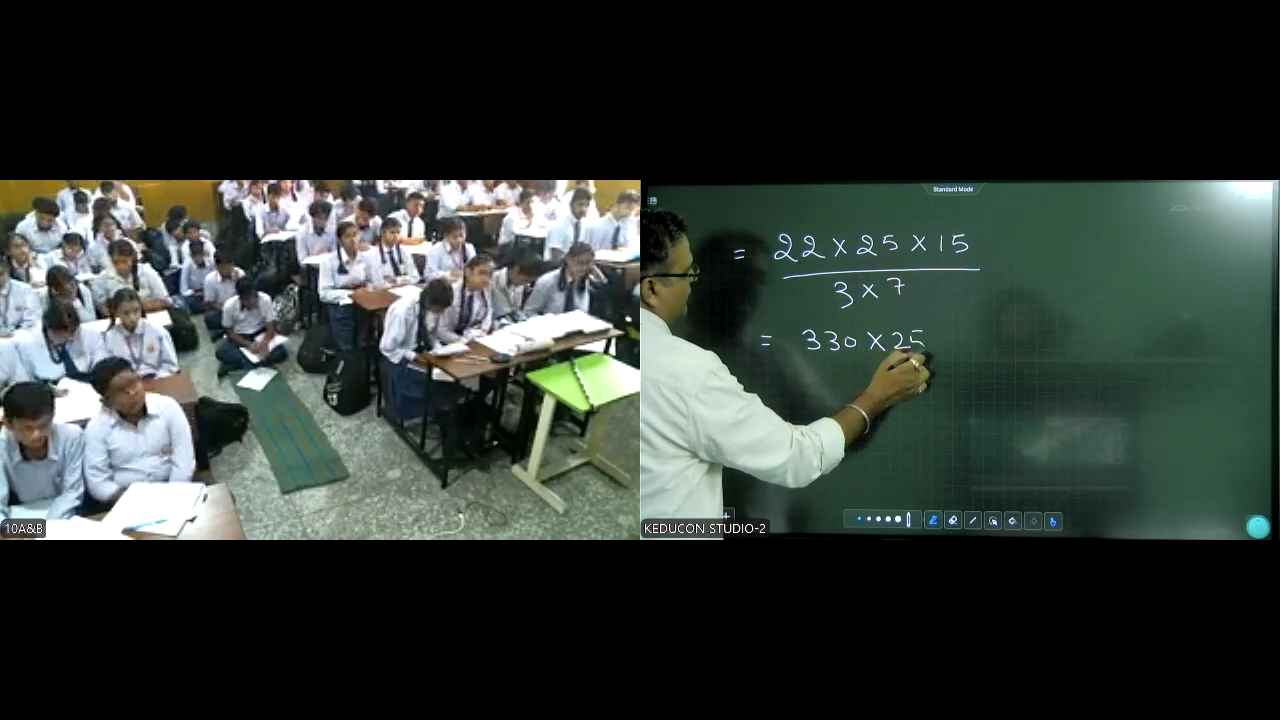 Standard Mode
= 22 × 25 × 15
3 × 7
= 330 × 25
10A&B
KEDUCON STUDIO-2